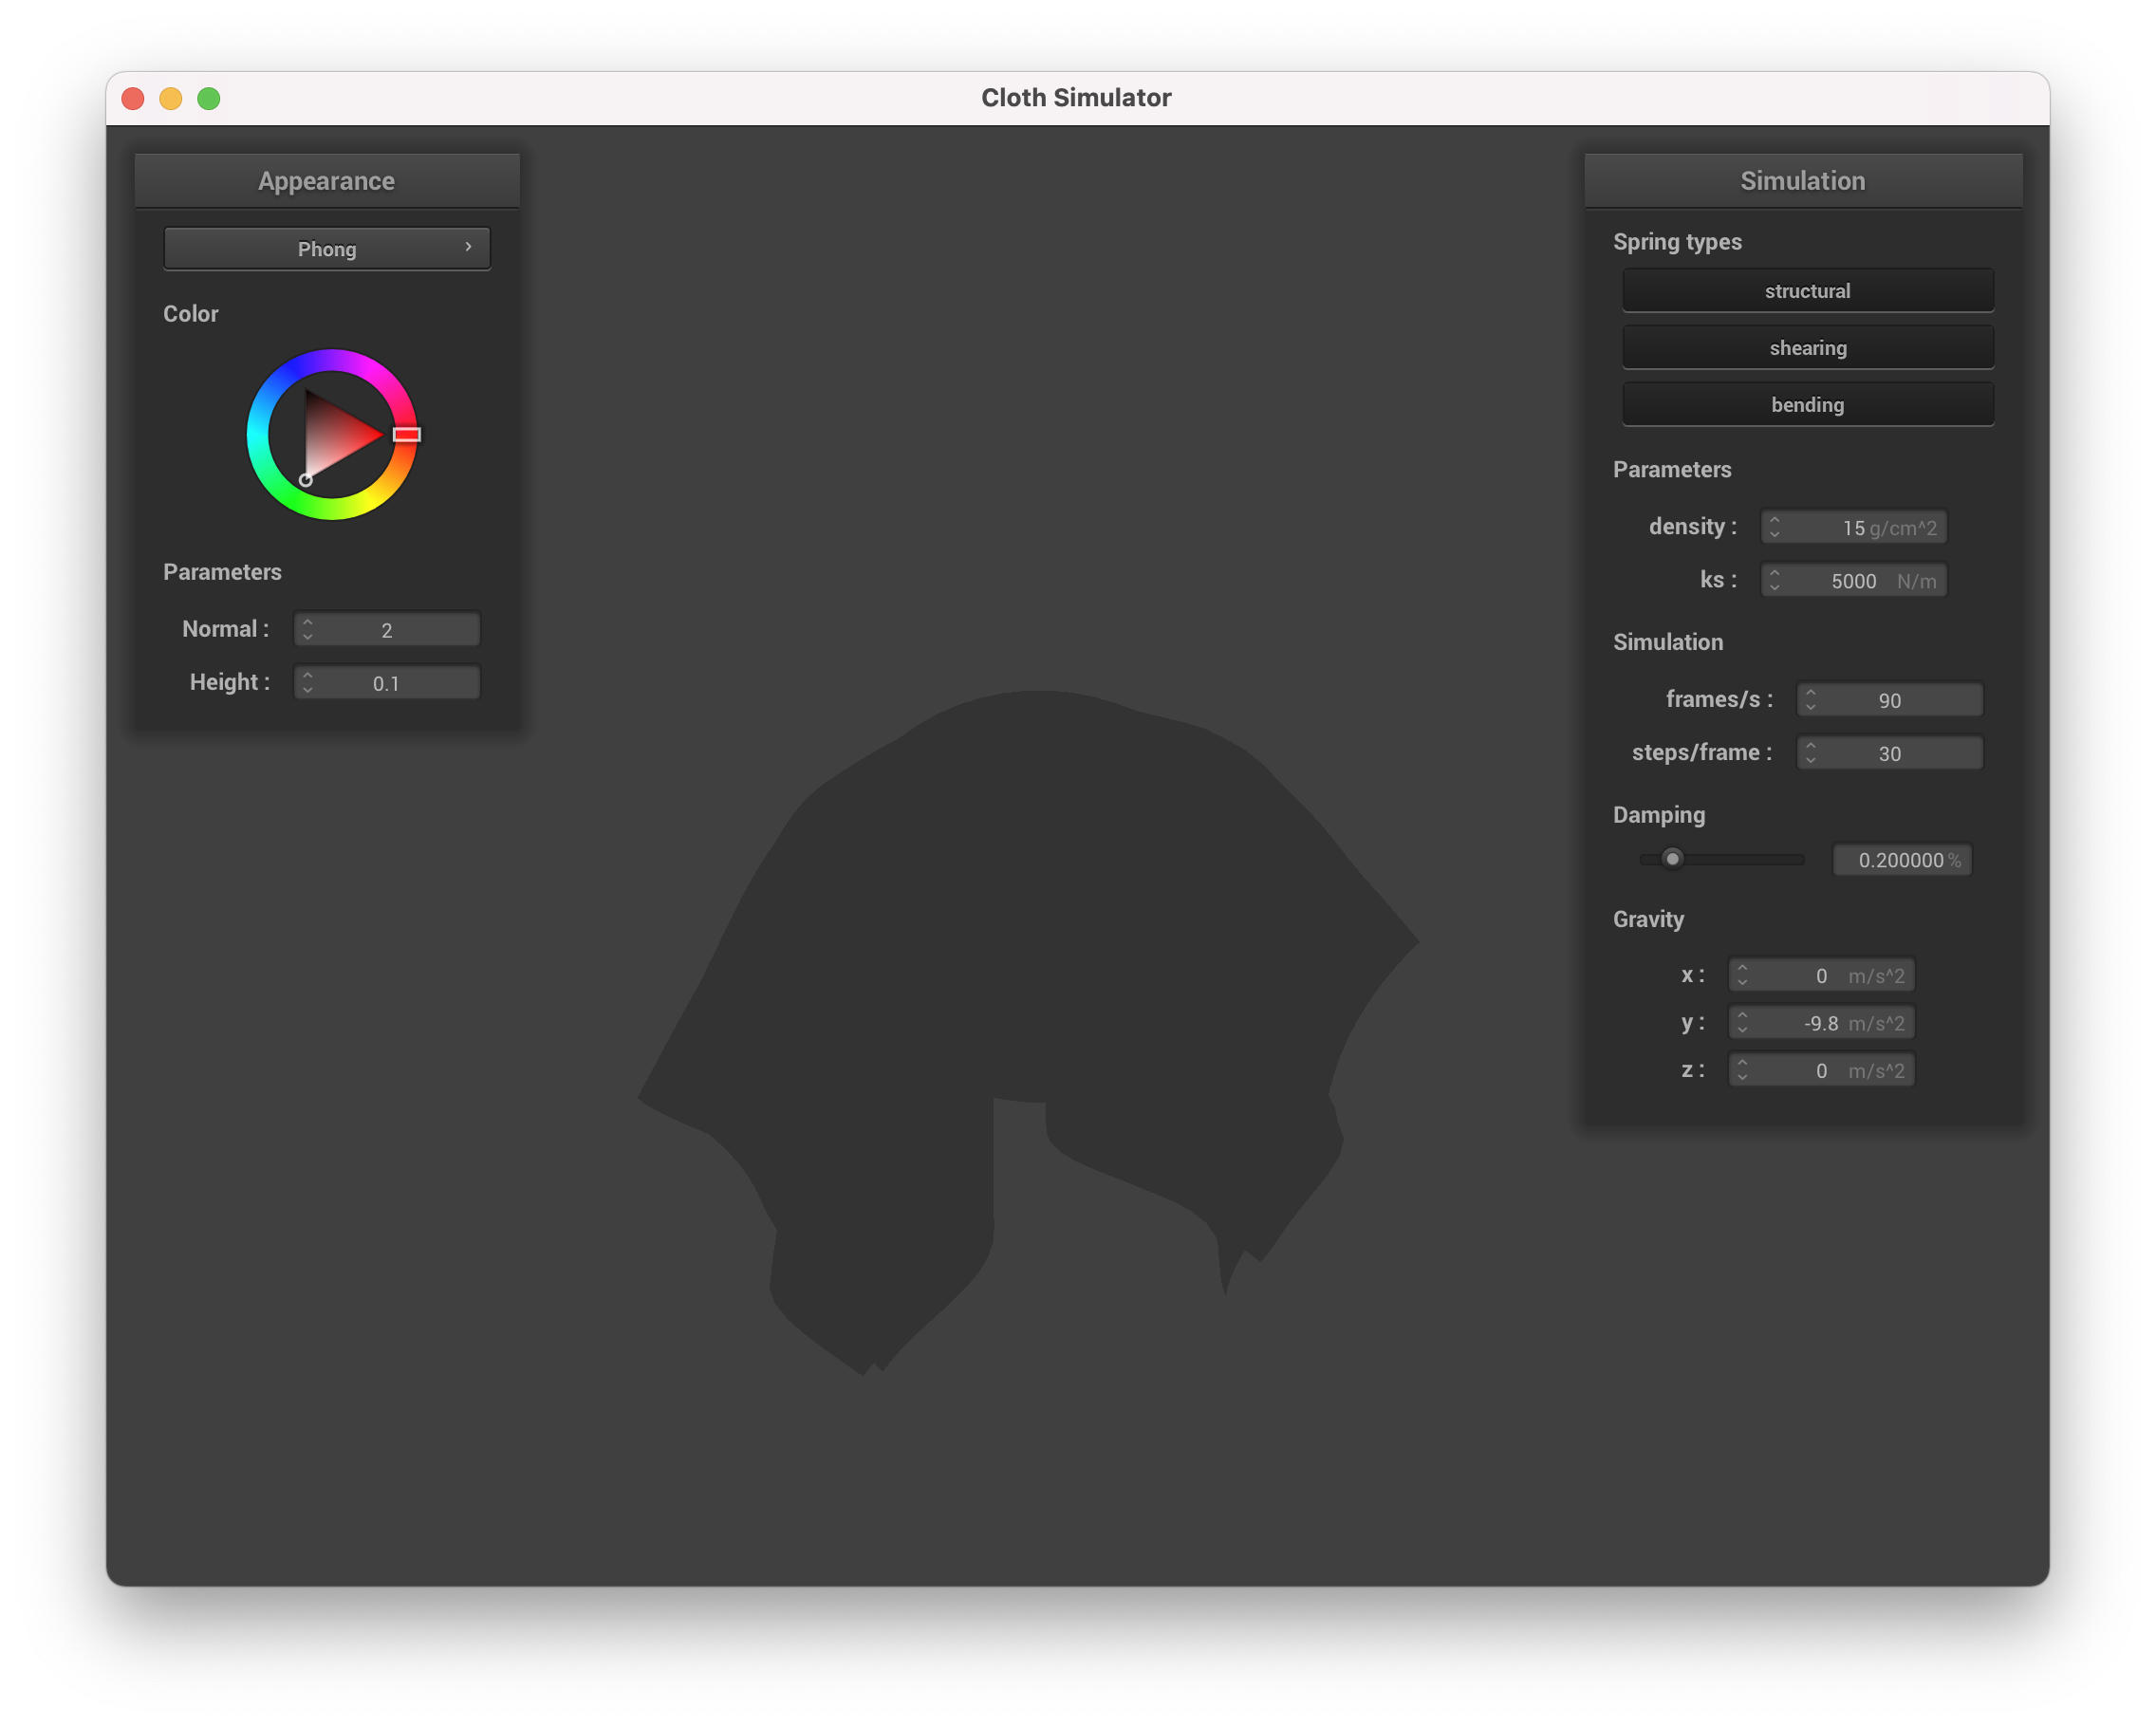 Cloth Simulator
Appearance
Phong
Color
Parameters
Normal : 2
Height : 0.1
Simulation
Spring types
structural
shearing
bending
Parameters
density : 15 g/cm^2
ks : 5000 N/m
Simulation
frames/s : 90
steps/frame : 30
Damping
0.200000 %
Gravity
x : 0 m/s^2
y : -9.8 m/s^2
z : 0 m/s^2